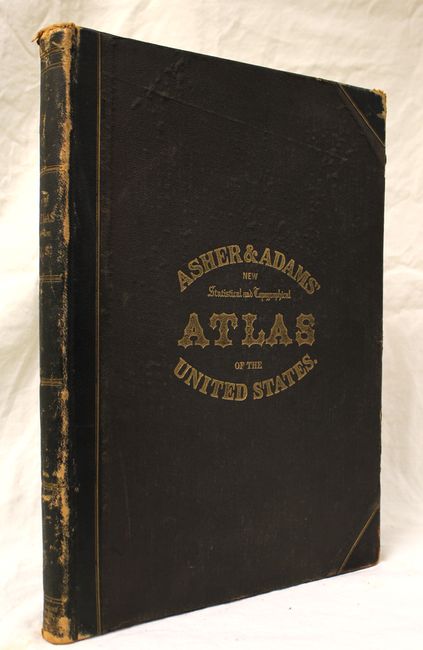 ASHER & ADAMS'
NEW
Statistical and Topographical
ATLAS
OF THE
UNITED STATES.